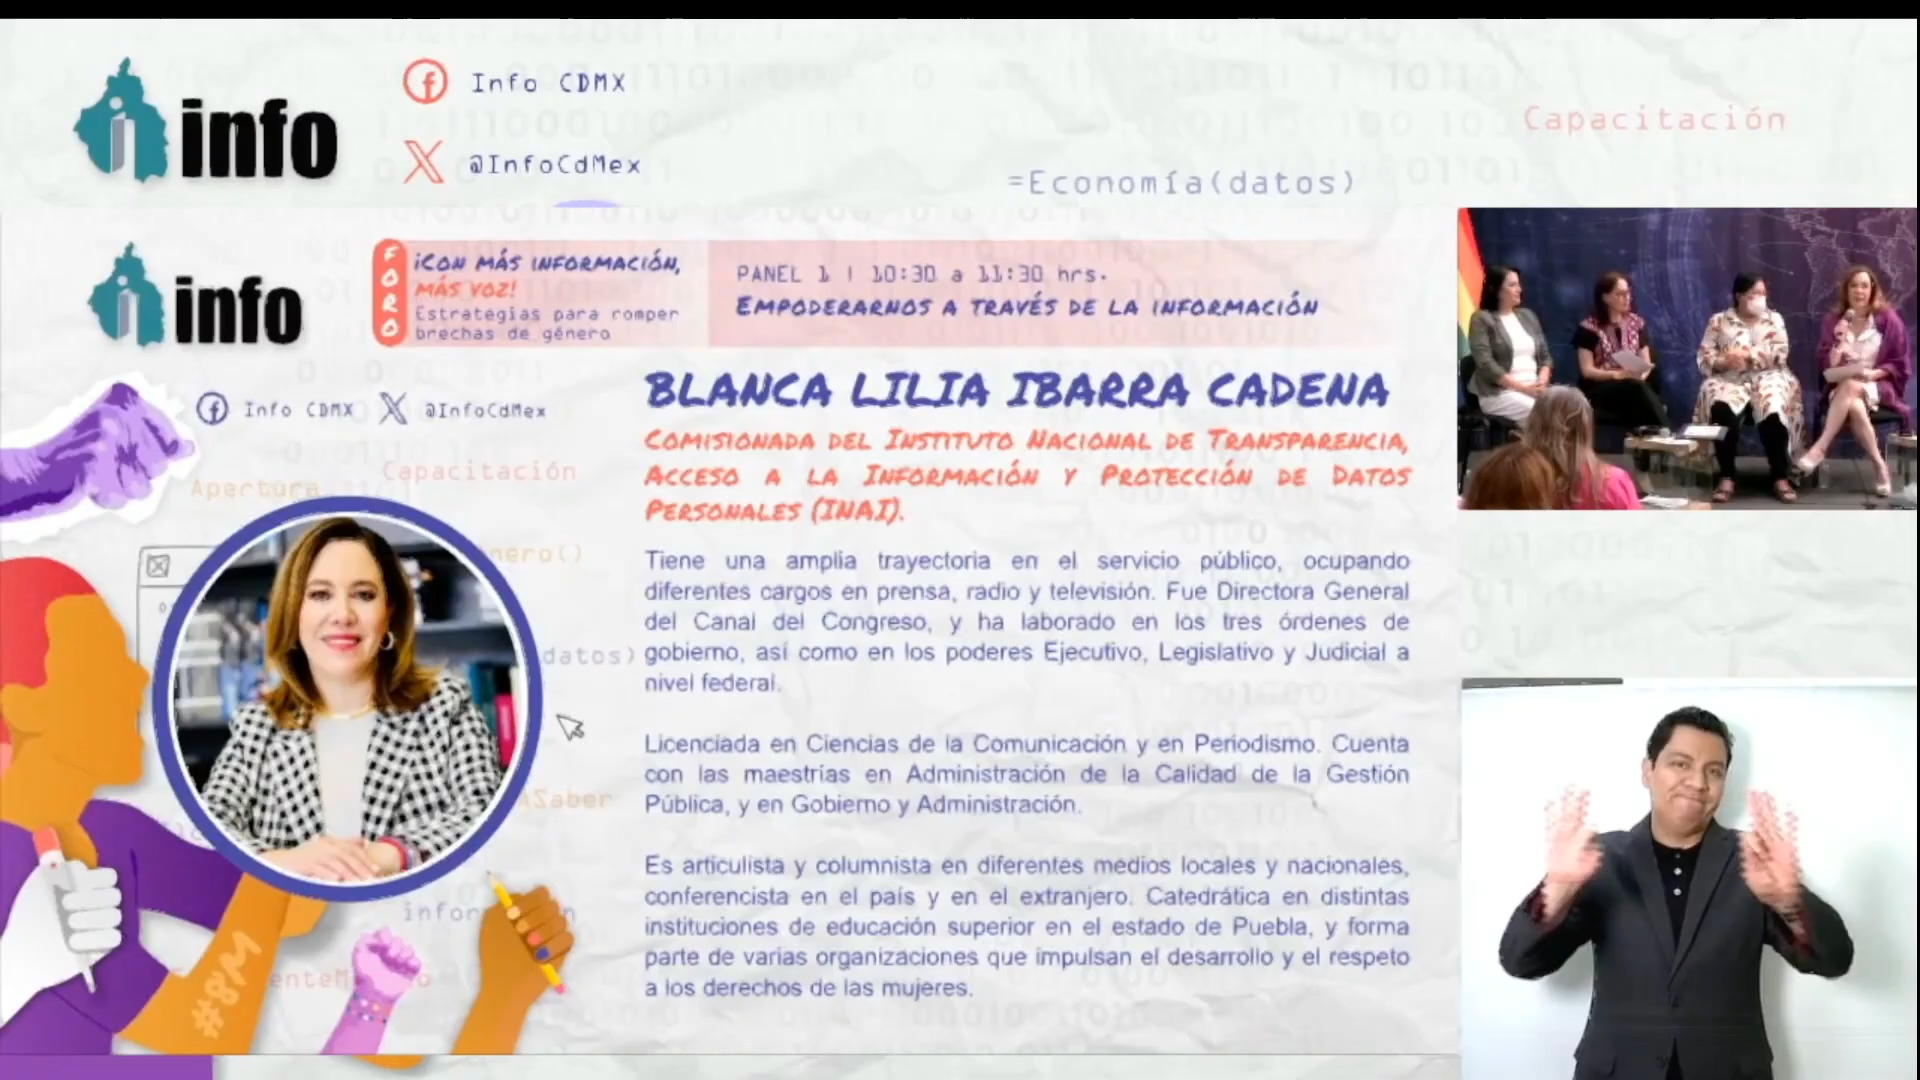 info
Info CDMX
@InfoCdMex
Capacitación
=Economía(datos)
info
FORO
¡CON MÁS INFORMACIÓN,
MÁS VOZ!
Estrategias para romper
brechas de género
PANEL 1 | 10:30 a 11:30 hrs.
EMPODERARNOS A TRAVÉS DE LA INFORMACIÓN
Info CDMX @InfoCdMex
Capacitación
Apertura
BLANCA LILIA IBARRA CADENA
COMISIONADA DEL INSTITUTO NACIONAL DE TRANSPARENCIA,
ACCESO A LA INFORMACIÓN Y PROTECCIÓN DE DATOS
PERSONALES (INAI).
Tiene una amplia trayectoria en el servicio público, ocupando
diferentes cargos en prensa, radio y televisión. Fue Directora General
del Canal del Congreso, y ha laborado en los tres órdenes de
gobierno, así como en los poderes Ejecutivo, Legislativo y Judicial a
nivel federal.
Licenciada en Ciencias de la Comunicación y en Periodismo. Cuenta
con las maestrías en Administración de la Calidad de la Gestión
Pública, y en Gobierno y Administración.
Es articulista y columnista en diferentes medios locales y nacionales,
conferencista en el país y en el extranjero. Catedrática en distintas
instituciones de educación superior en el estado de Puebla, y forma
parte de varias organizaciones que impulsan el desarrollo y el respeto
a los derechos de las mujeres.
datos)
#8M